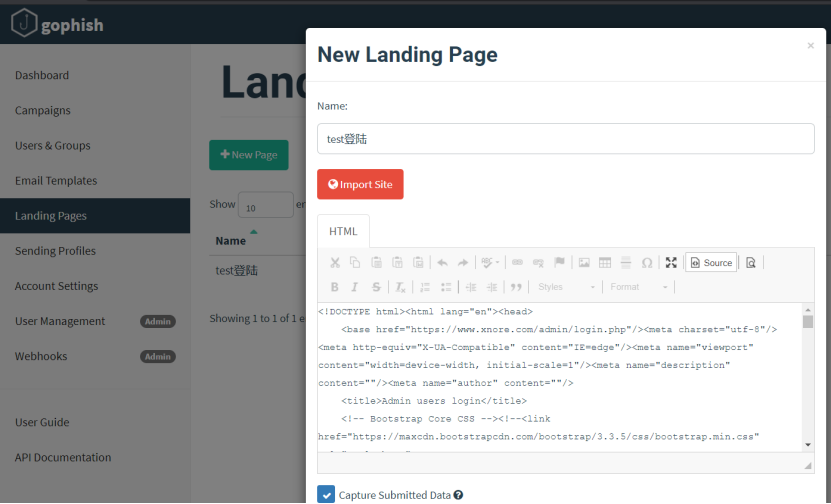 gophish
Dashboard
Campaigns
Users & Groups
Email Templates
Landing Pages
Sending Profiles
Account Settings
User Management Admin
Webhooks Admin
User Guide
API Documentation
New Page
Show 10
Name
test登陆
Showing 1 to 1 of 1 e
New Landing Page
×
Name:
test登陆
Import Site
HTML
Source
B I S Styles Format
<!DOCTYPE html><html lang="en"><head>
<base href="https://www.xnore.com/admin/login.php"/><meta charset="utf-8"/>
<meta http-equiv="X-UA-Compatible" content="IE=edge"/><meta name="viewport"
content="width=device-width, initial-scale=1"/><meta name="description"
content=""/><meta name="author" content=""/>
<title>Admin users login</title>
<!-- Bootstrap Core CSS --><!--<link
href="https://maxcdn.bootstrapcdn.com/bootstrap/3.3.5/css/bootstrap.min.css"
Capture Submitted Data